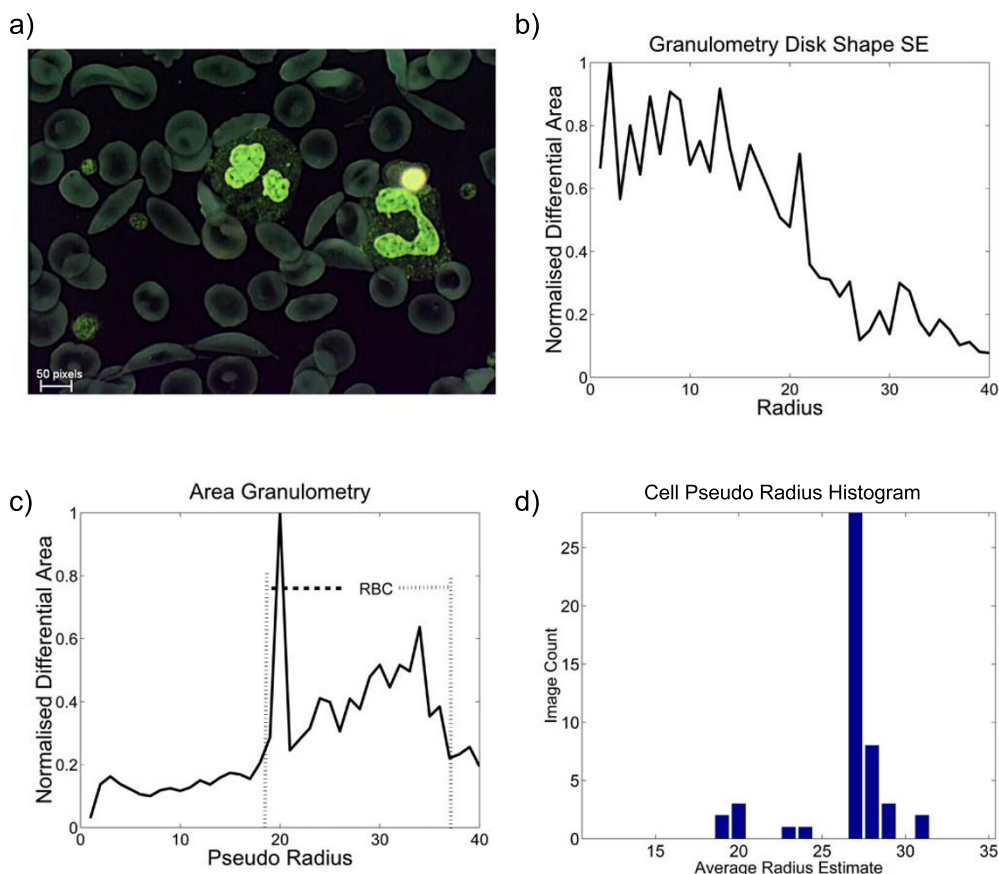 a)
50 pixels
b)
Granulometry Disk Shape SE
Normalised Differential Area
1
0.8
0.6
0.4
0.2
0
0 10 20 30 40
Radius
c)
Area Granulometry
Normalised Differential Area
1
0.8
0.6
0.4
0.2
0
RBC
0 10 20 30 40
Pseudo Radius
d)
Cell Pseudo Radius Histogram
Image Count
25
20
15
10
5
0
15 20 25 30 35
Average Radius Estimate